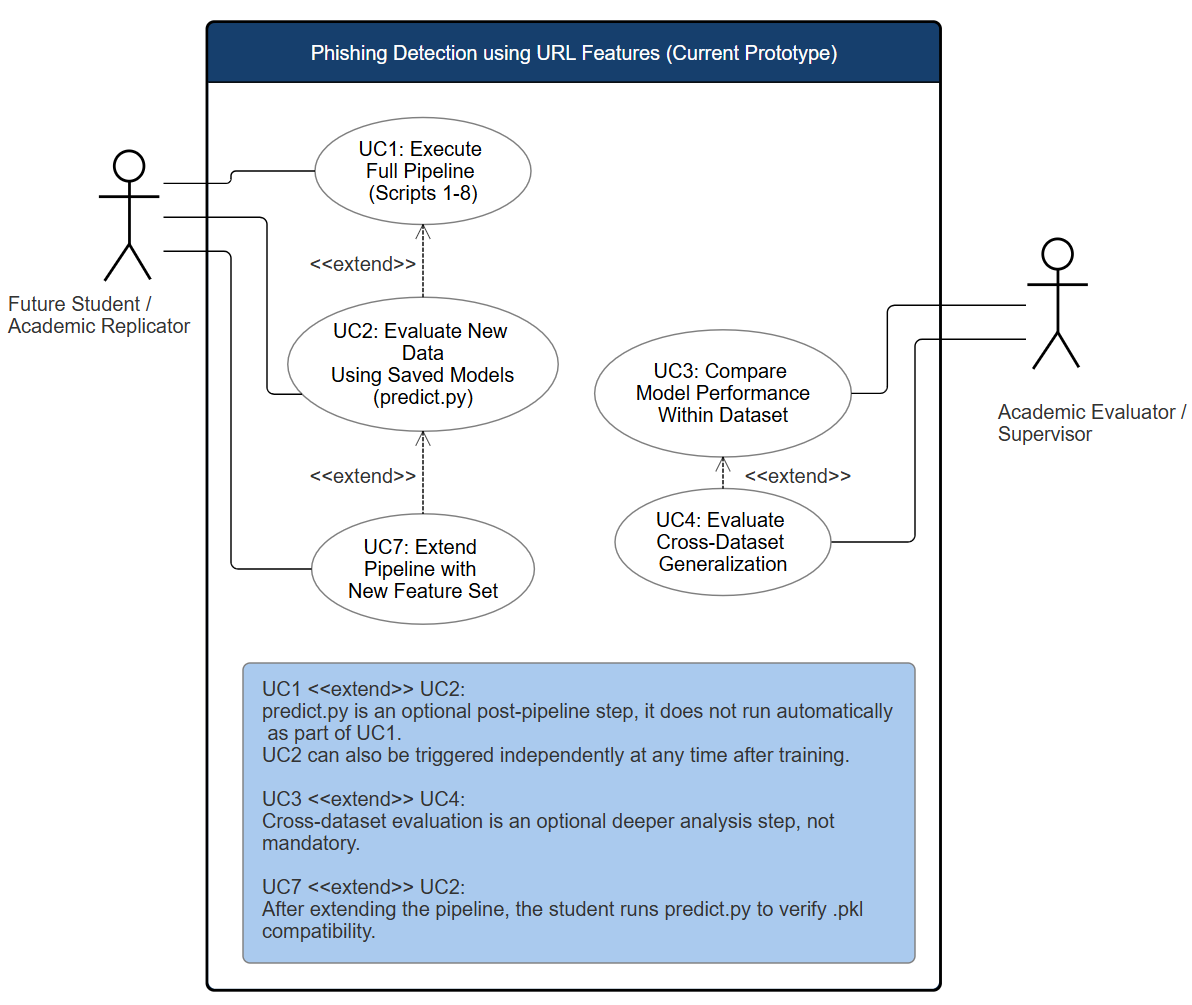 Phishing Detection using URL Features (Current Prototype)
UC1: Execute
Full Pipeline
(Scripts 1-8)
<<extend>>
Future Student /
Academic Replicator
UC2: Evaluate New
Data
Using Saved Models
(predict.py)
UC3: Compare
Model Performance
Within Dataset
Academic Evaluator /
Supervisor
<<extend>>
<<extend>>
UC4: Evaluate
Cross-Dataset
Generalization
UC7: Extend
Pipeline with
New Feature Set
UC1 <<extend>> UC2:
predict.py is an optional post-pipeline step, it does not run automatically
as part of UC1.
UC2 can also be triggered independently at any time after training.
UC3 <<extend>> UC4:
Cross-dataset evaluation is an optional deeper analysis step, not
mandatory.
UC7 <<extend>> UC2:
After extending the pipeline, the student runs predict.py to verify .pkl
compatibility.